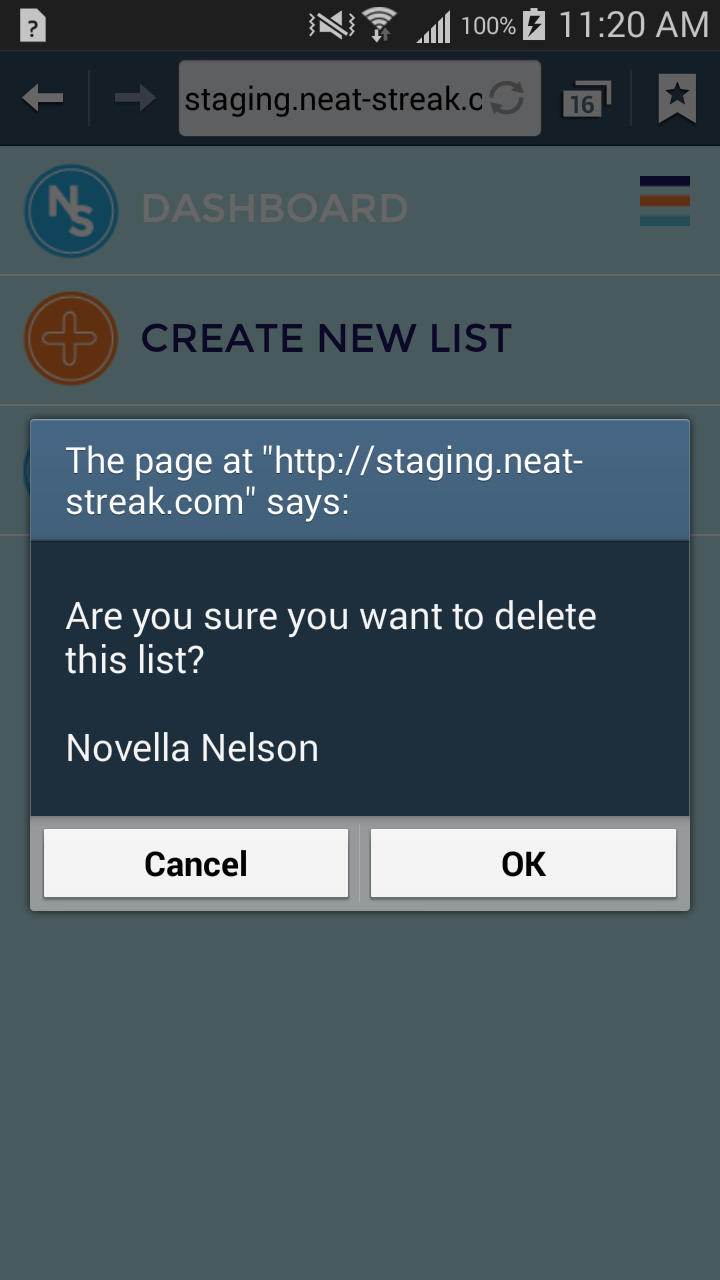 ?
100%
11:20 AM
staging.neat-streak.c
16
NS
DASHBOARD
CREATE NEW LIST
The page at "http://staging.neat-
streak.com" says:
Are you sure you want to delete
this list?
Novella Nelson
Cancel
OK